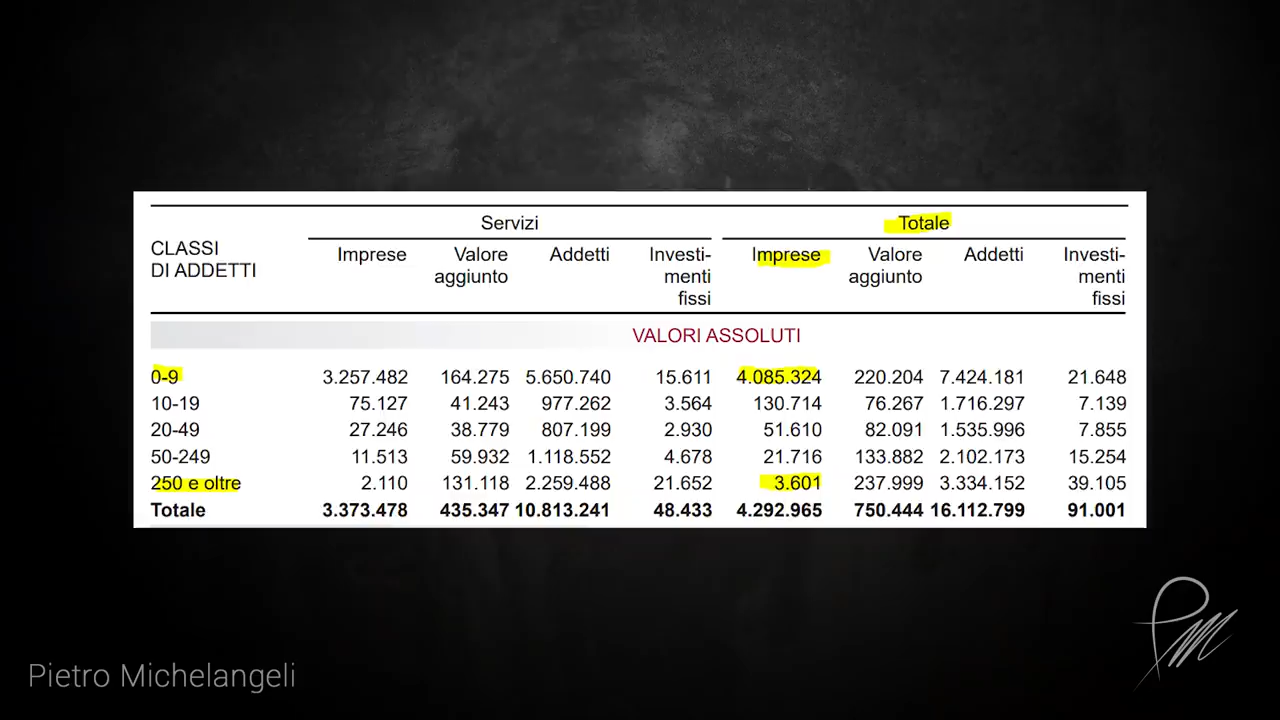 Servizi Totale
CLASSI
DI ADDETTI
Imprese Valore Addetti Investi- Imprese Valore Addetti Investi-
aggiunto menti aggiunto menti
fissi fissi
VALORI ASSOLUTI
0-9 3.257.482 164.275 5.650.740 15.611 4.085.324 220.204 7.424.181 21.648
10-19 75.127 41.243 977.262 3.564 130.714 76.267 1.716.297 7.139
20-49 27.246 38.779 807.199 2.930 51.610 82.091 1.535.996 7.855
50-249 11.513 59.932 1.118.552 4.678 21.716 133.882 2.102.173 15.254
250 e oltre 2.110 131.118 2.259.488 21.652 3.601 237.999 3.334.152 39.105
Totale 3.373.478 435.347 10.813.241 48.433 4.292.965 750.444 16.112.799 91.001
Pietro Michelangeli